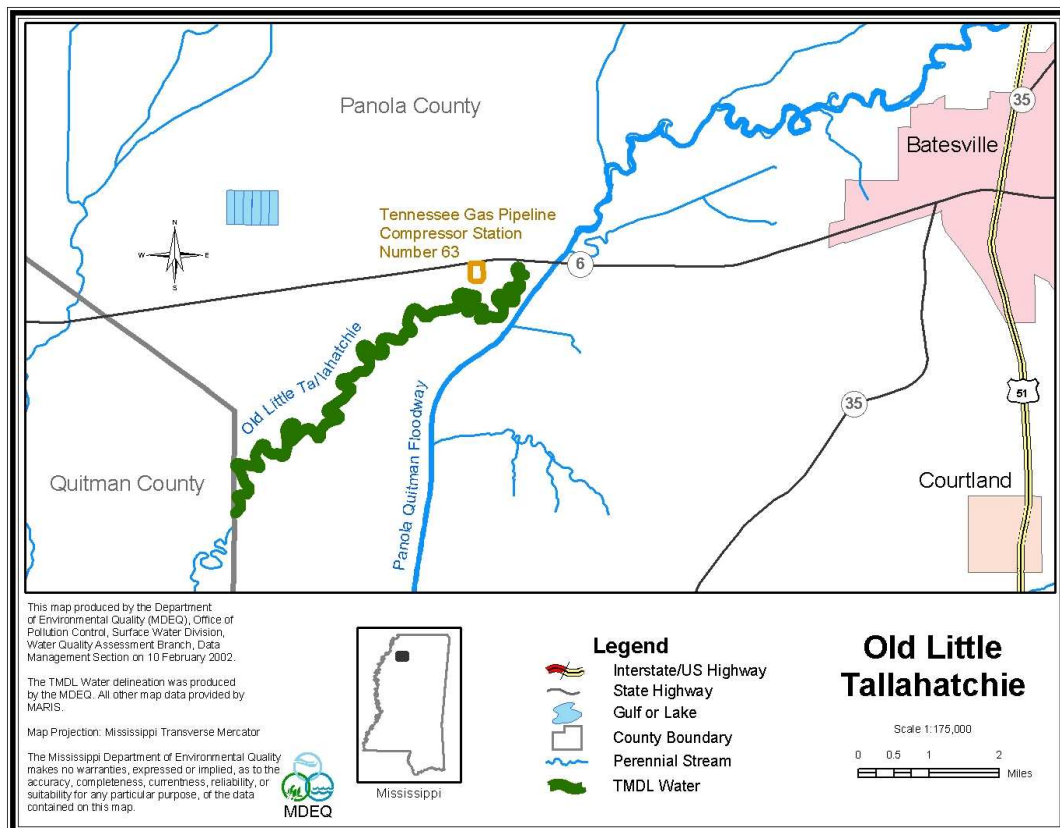 Panola County
35
Batesville
Tennessee Gas Pipeline
Compressor Station
Number 63
N
W E
S
6
Old Little Tallahatchie
Panola Quitman Floodway
35
51
Quitman County
Courtland
This map produced by the Department
of Environmental Quality (MDEQ), Office of
Pollution Control, Surface Water Division,
Water Quality Assessment Branch, Data
Management Section on 10 February 2002.
The TMDL Water delineation was produced
by the MDEQ. All other map data provided by
MARIS.
Map Projection: Mississippi Transverse Mercator
The Mississippi Department of Environmental Quality
makes no warranties, expressed or implied, as to the
accuracy, completeness, currentness, reliability, or
suitability for any particular purpose, of the data
contained on this map.
MDEQ
Mississippi
Legend
Interstate/US Highway
State Highway
Gulf or Lake
County Boundary
Perennial Stream
TMDL Water
Old Little
Tallahatchie
Scale 1:175,000
0 0.5 1 2
Miles